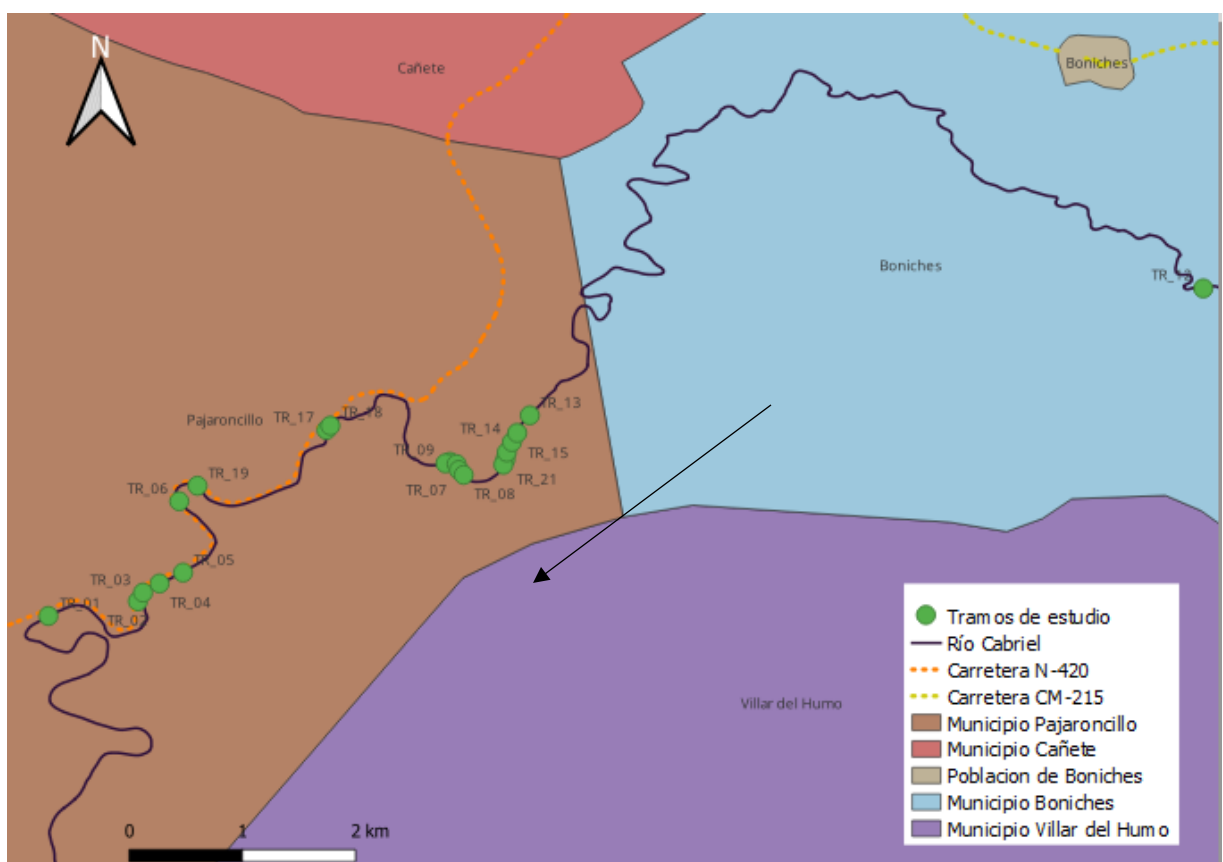 N
Cañete
Boniches
Boniches
TR_12
TR_13
TR_17
TR_18
Pajaroncillo
TR_14
TR_09
TR_15
TR_19
TR_21
TR_07
TR_08
TR_06
TR_05
TR_03
TR_04
TR_01
TR_02
Villar del Humo
Tramos de estudio
Río Cabriel
Carretera N-420
Carretera CM-215
Municipio Pajaroncillo
Municipio Cañete
Poblacion de Boniches
Municipio Boniches
Municipio Villar del Humo
0 1 2 km